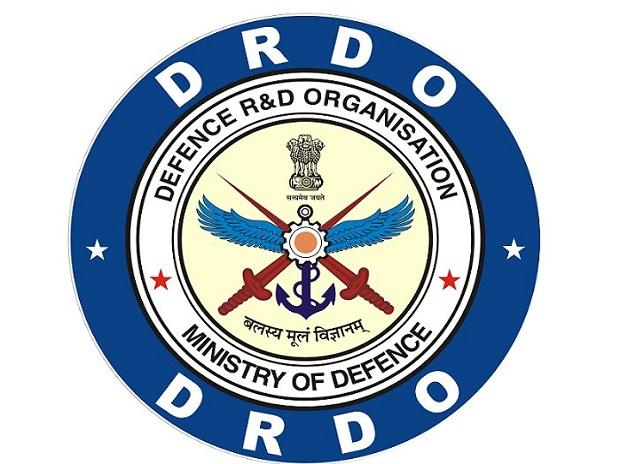 DRDO
DEFENCE R&D ORGANISATION
सत्यमेव जयते
बलस्य मूलं विज्ञानम्
MINISTRY OF DEFENCE
DRDO